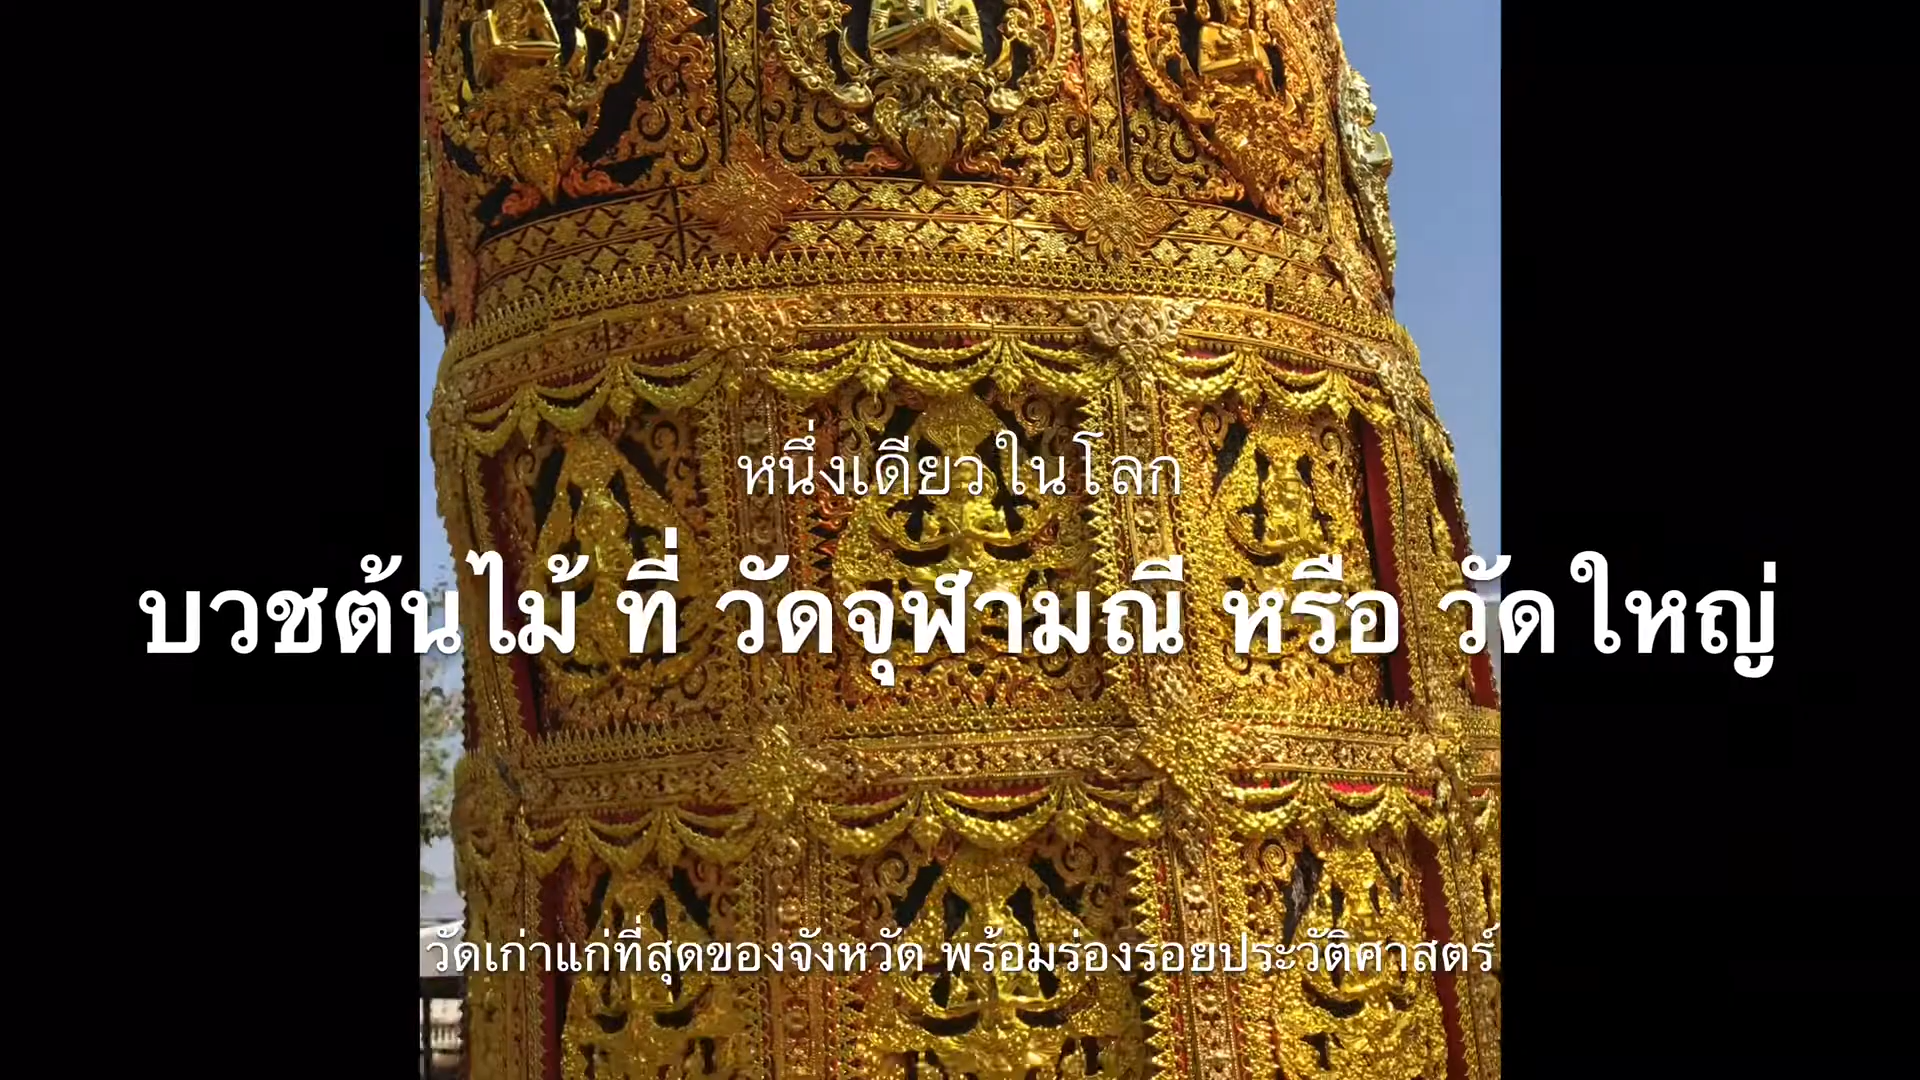 หนึ่งเดียวในโลก
บวชต้นไม้ ที่ วัดจุฬามณี หรือ วัดใหญ่
วัดเก่าแก่ที่สุดของจังหวัด พร้อมร่องรอยประวัติศาสตร์